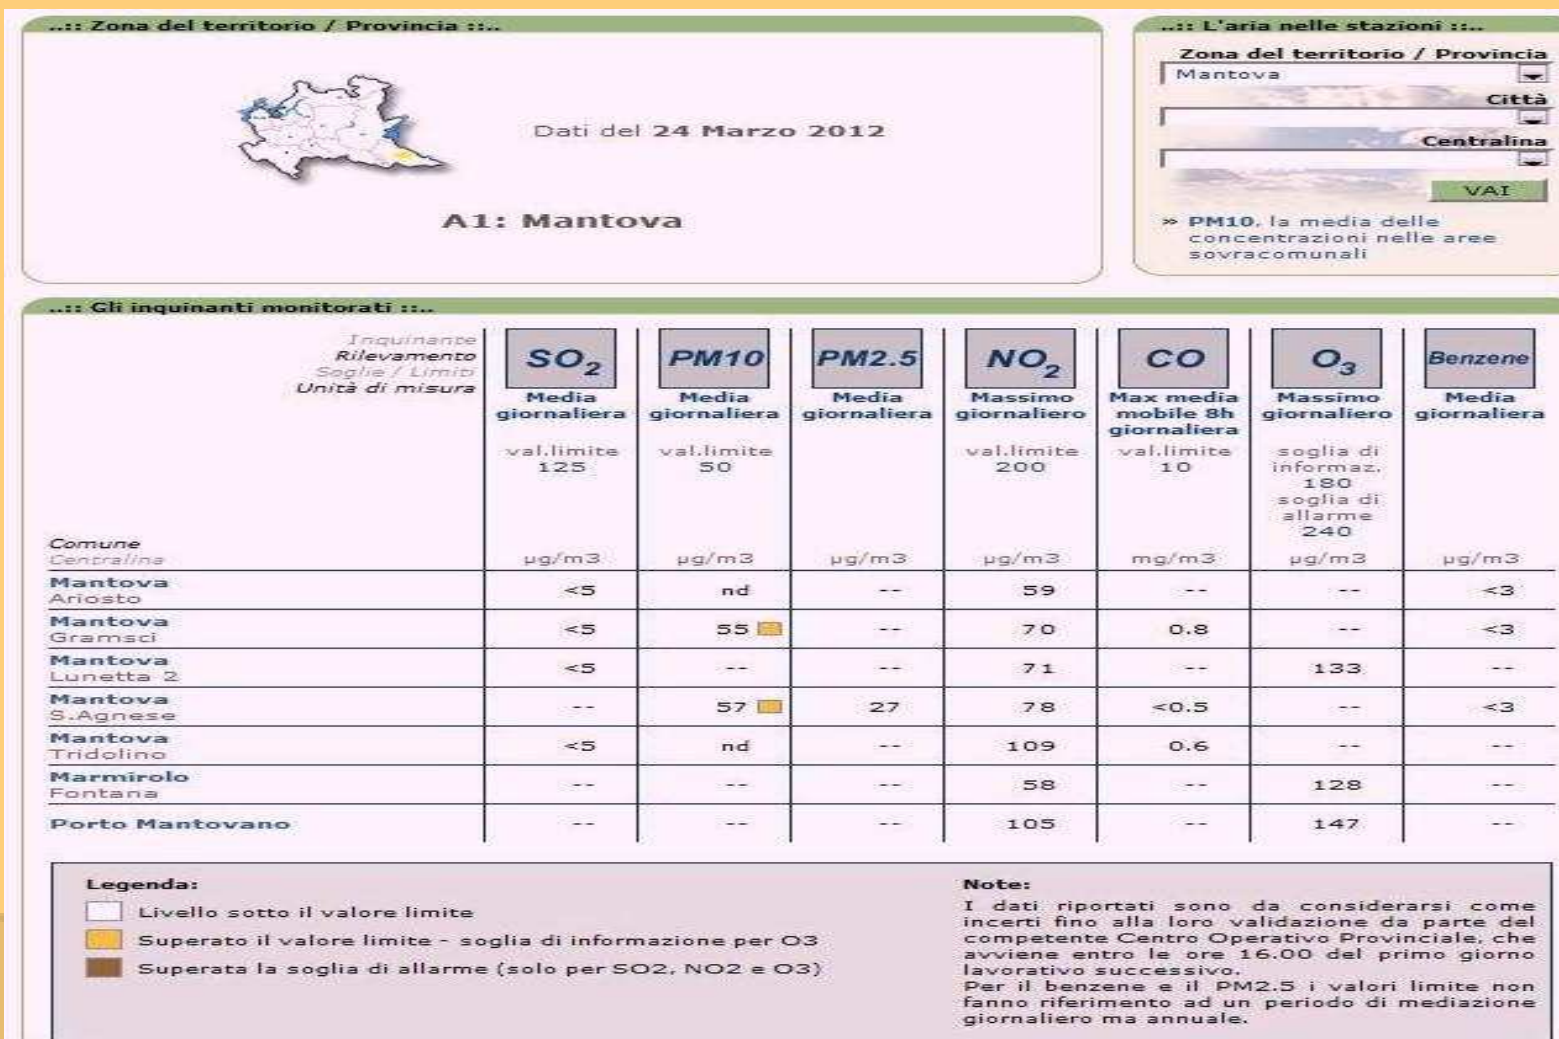 ..:: Zona del territorio / Provincia ::..
Dati del 24 Marzo 2012
A1: Mantova
..:: L'aria nelle stazioni ::..
Zona del territorio / Provincia
Mantova
Città
Centralina
VAI
» PM10, la media delle
concentrazioni nelle aree
sovracomunali
..:: Gli inquinanti monitorati ::..
Inquinante
Rilevamento
Soglie / Limiti
Unità di misura
SO2 PM10 PM2.5 NO2 CO O3 Benzene
Media giornaliera Media giornaliera Media giornaliera Massimo giornaliero Max media mobile 8h giornaliera Massimo giornaliero Media giornaliera
val.limite 125 val.limite 50 val.limite 200 val.limite 10 soglia di informaz. 180 soglia di allarme 240
Comune
Centralina µg/m3 µg/m3 µg/m3 µg/m3 mg/m3 µg/m3 µg/m3
Mantova
Ariosto <5 nd -- 59 -- -- <3
Mantova
Gramsci <5 55 -- 70 0.8 -- <3
Mantova
Lunetta 2 <5 -- -- 71 -- 133 --
Mantova
S.Agnese -- 57 27 78 <0.5 -- <3
Mantova
Tridolino <5 nd -- 109 0.6 -- --
Marmirolo
Fontana -- -- -- 58 -- 128 --
Porto Mantovano -- -- -- 105 -- 147 --
Legenda:
Livello sotto il valore limite
Superato il valore limite - soglia di informazione per O3
Superata la soglia di allarme (solo per SO2, NO2 e O3)
Note:
I dati riportati sono da considerarsi come
incerti fino alla loro validazione da parte del
competente Centro Operativo Provinciale, che
avviene entro le ore 16.00 del primo giorno
lavorativo successivo.
Per il benzene e il PM2.5 i valori limite non
fanno riferimento ad un periodo di mediazione
giornaliero ma annuale.